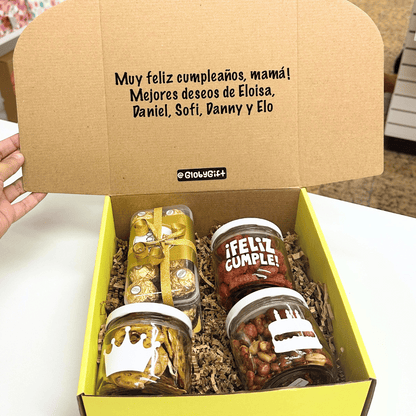 Muy feliz cumpleaños, mamá!
Mejores deseos de Eloisa,
Daniel, Sofi, Danny y Elo
@GlobyGift
¡FELIZ
CUMPLE!